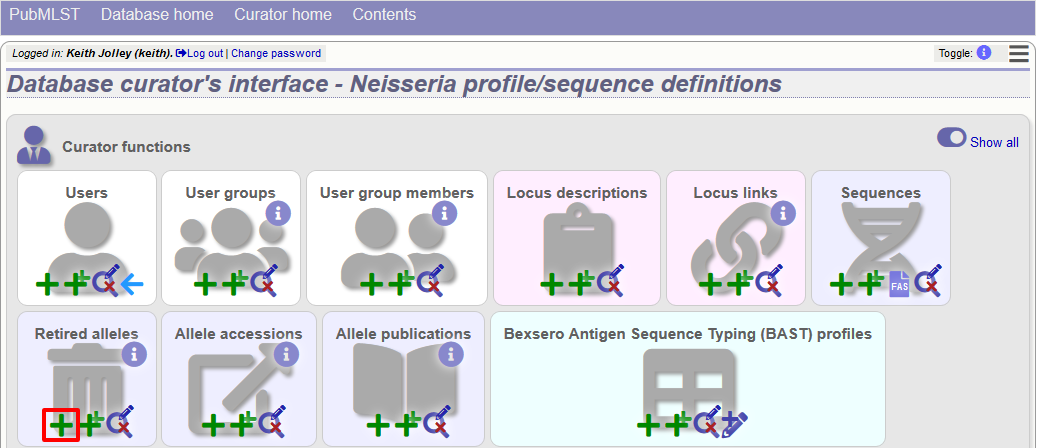 PubMLST Database home Curator home Contents
Logged in: Keith Jolley (keith). Log out | Change password Toggle: i
Database curator's interface - Neisseria profile/sequence definitions
Curator functions Show all
Users User groups User group members Locus descriptions Locus links Sequences
FAS
Retired alleles Allele accessions Allele publications Bexsero Antigen Sequence Typing (BAST) profiles